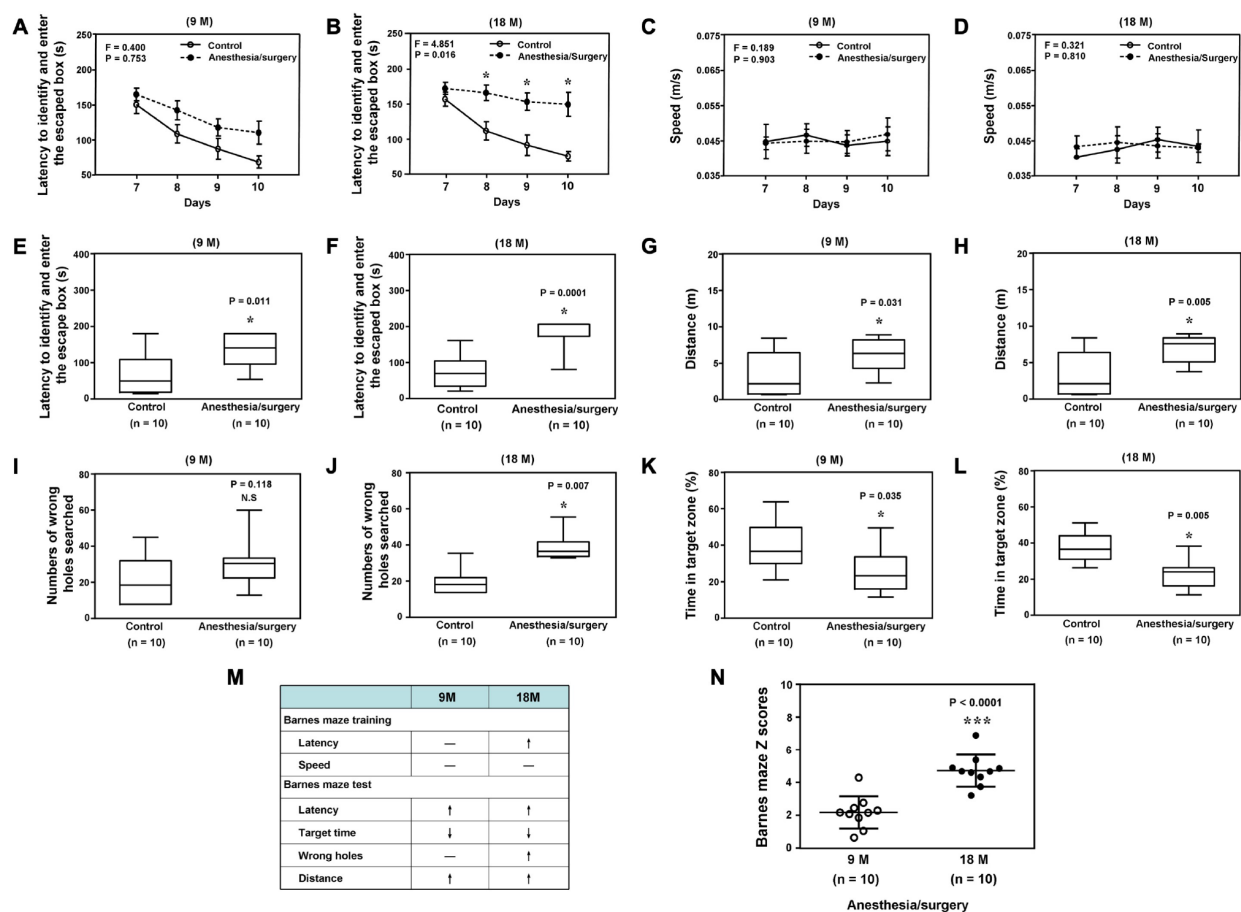 A
(9 M)
F = 0.400
P = 0.753
Control
Anesthesia/surgery
Latency to identify and enter
the escaped box (s)
250
200
150
100
50
7 8 9 10
Days
B
(18 M)
F = 4.851
P = 0.016
Control
Anesthesia/surgery
* * *
Latency to identify and enter
the escaped box (s)
250
200
150
100
50
7 8 9 10
Days
C
(9 M)
F = 0.189
P = 0.903
Control
Anesthesia/Surgery
Speed (m/s)
0.075
0.065
0.055
0.045
0.035
7 8 9 10
Days
D
(18 M)
F = 0.321
P = 0.810
Control
Anesthesia/Surgery
Speed (m/s)
0.075
0.065
0.055
0.045
0.035
7 8 9 10
Days
E
(9 M)
P = 0.011
*
Latency to identify and enter
the escape box (s)
400
300
200
100
0
Control Anesthesia/surgery
(n = 10) (n = 10)
F
(18 M)
P = 0.0001
*
Latency to identify and enter
the escaped box (s)
400
300
200
100
0
Control Anesthesia/surgery
(n = 10) (n = 10)
G
(9 M)
P = 0.031
*
Distance (m)
20
15
10
5
0
Control Anesthesia/surgery
(n = 10) (n = 10)
H
(18 M)
P = 0.005
*
Distance (m)
20
15
10
5
0
Control Anesthesia/surgery
(n = 10) (n = 10)
I
(9 M)
P = 0.118
N.S
Numbers of wrong
holes searched
80
60
40
20
0
Control Anesthesia/surgery
(n = 10) (n = 10)
J
(18 M)
P = 0.007
*
Numbers of wrong
holes searched
80
60
40
20
0
Control Anesthesia/surgery
(n = 10) (n = 10)
K
(9 M)
P = 0.035
*
Time in target zone (%)
80
60
40
20
0
Control Anesthesia/surgery
(n = 10) (n = 10)
L
(18 M)
P = 0.005
*
Time in target zone (%)
80
60
40
20
0
Control Anesthesia/surgery
(n = 10) (n = 10)
M
9M 18M
Barnes maze training
Latency — ↑
Speed — —
Barnes maze test
Latency ↑ ↑
Target time ↓ ↓
Wrong holes — ↑
Distance ↑ ↑
N
P < 0.0001
***
Barnes maze Z scores
10
8
6
4
2
0
9 M 18 M
(n = 10) (n = 10)
Anesthesia/surgery